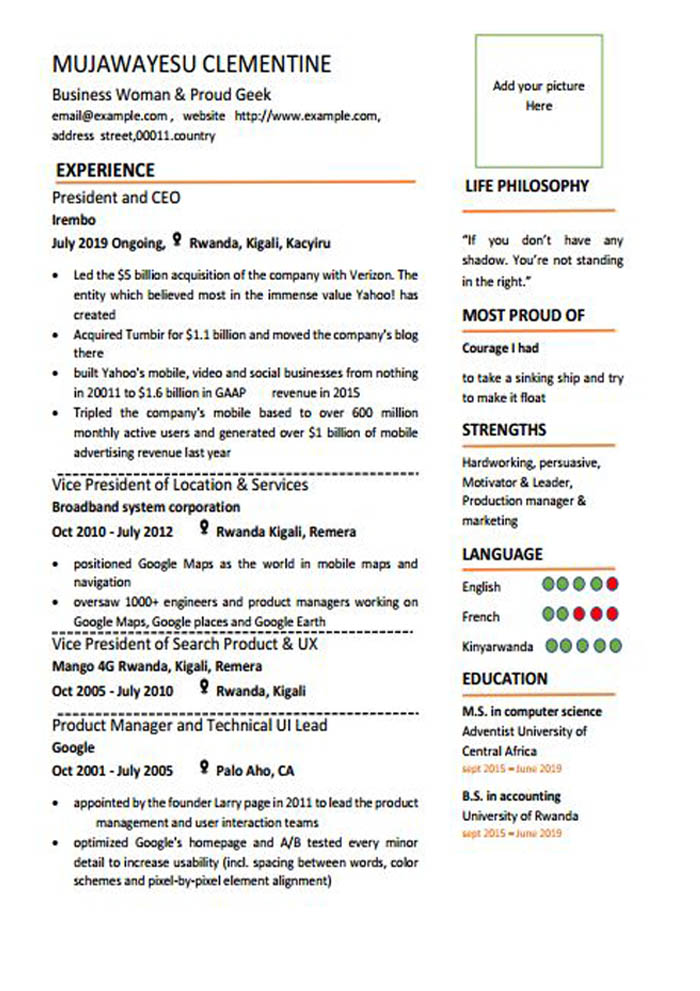 MUJAWAYESU CLEMENTINE
Business Woman & Proud Geek
email@example.com , website http://www.example.com,
address street,00011.country
EXPERIENCE
President and CEO
Irembo
July 2019 Ongoing, Rwanda, Kigali, Kacyiru
• Led the $5 billion acquisition of the company with Verizon. The
entity which believed most in the immense value Yahoo! has
created
• Acquired Tumbir for $1.1 billion and moved the company's blog
there
• built Yahoo's mobile, video and social businesses from nothing
in 20011 to $1.6 billion in GAAP revenue in 2015
• Tripled the company's mobile based to over 600 million
monthly active users and generated over $1 billion of mobile
advertising revenue last year
Vice President of Location & Services
Broadband system corporation
Oct 2010 - July 2012 Rwanda Kigali, Remera
• positioned Google Maps as the world in mobile maps and
navigation
• oversaw 1000+ engineers and product managers working on
Google Maps, Google places and Google Earth
Vice President of Search Product & UX
Mango 4G Rwanda, Kigali, Remera
Oct 2005 - July 2010 Rwanda, Kigali
Product Manager and Technical UI Lead
Google
Oct 2001 - July 2005 Palo Aho, CA
• appointed by the founder Larry page in 2011 to lead the product
management and user interaction teams
• optimized Google's homepage and A/B tested every minor
detail to increase usability (incl. spacing between words, color
schemes and pixel-by-pixel element alignment)
Add your picture
Here
LIFE PHILOSOPHY
"If you don't have any
shadow. You're not standing
in the right."
MOST PROUD OF
Courage I had
to take a sinking ship and try
to make it float
STRENGTHS
Hardworking, persuasive,
Motivator & Leader,
Production manager &
marketing
LANGUAGE
English
French
Kinyarwanda
EDUCATION
M.S. in computer science
Adventist University of
Central Africa
sept 2015 – June 2019
B.S. in accounting
University of Rwanda
sept 2015 – June 2019